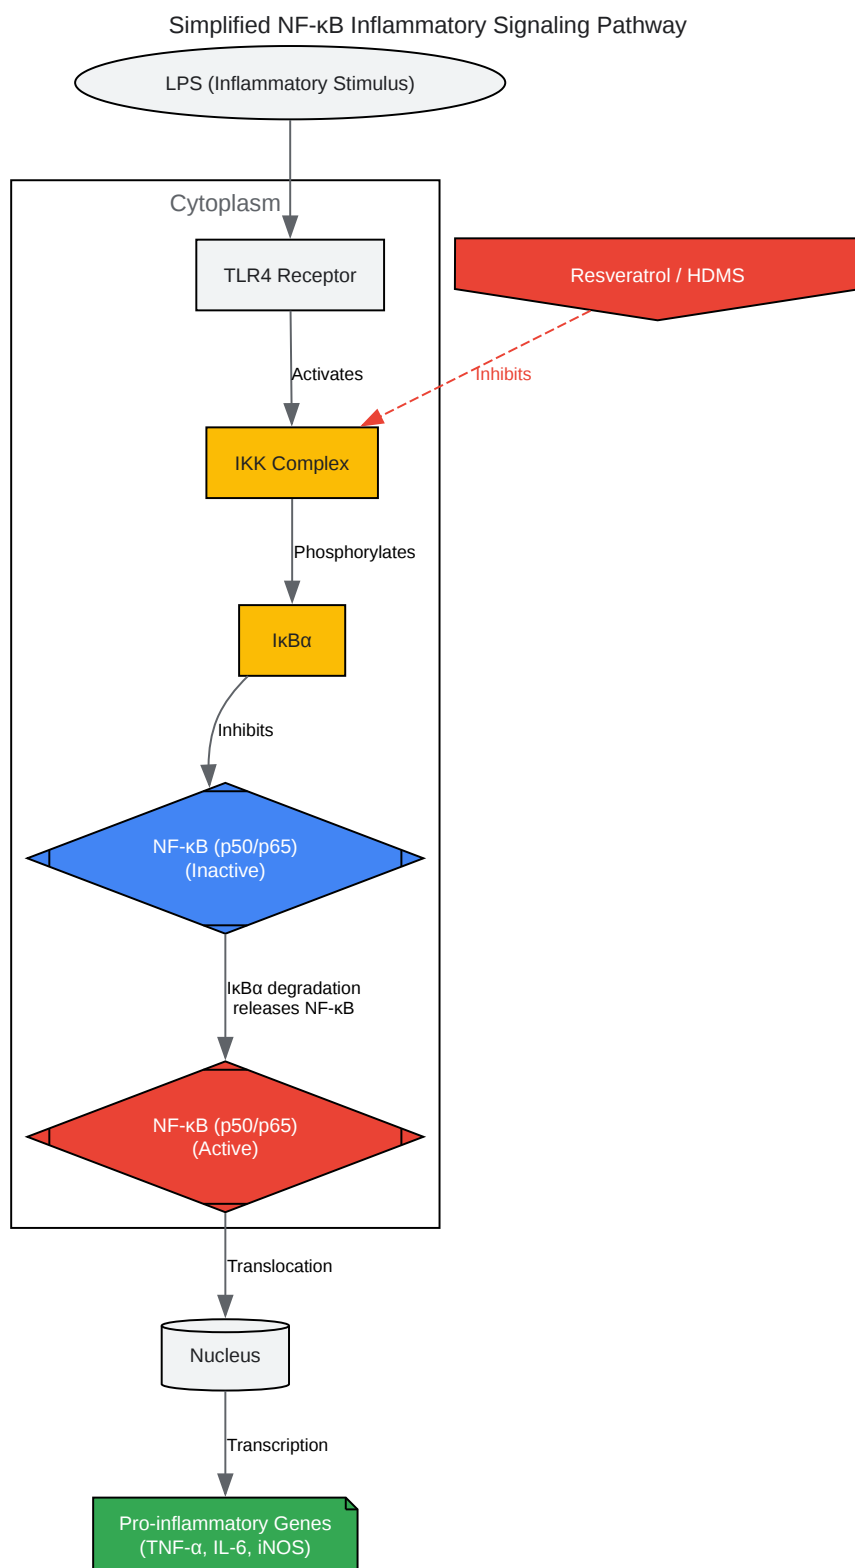 Simplified NF-κB Inflammatory Signaling Pathway
LPS (Inflammatory Stimulus)
Cytoplasm
TLR4 Receptor
Resveratrol / HDMS
Activates
Inhibits
IKK Complex
Phosphorylates
IκBα
Inhibits
NF-κB (p50/p65)
(Inactive)
IκBα degradation
releases NF-κB
NF-κB (p50/p65)
(Active)
Translocation
Nucleus
Transcription
Pro-inflammatory Genes
(TNF-α, IL-6, iNOS)